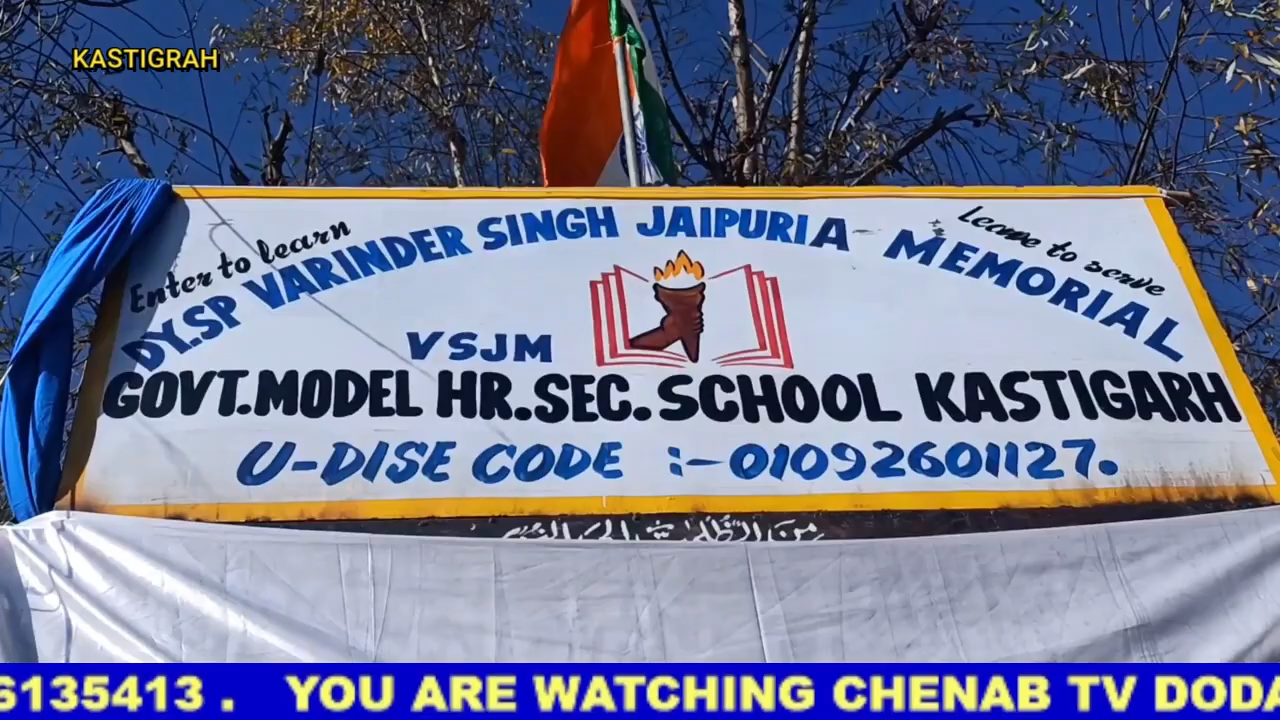 KASTIGRAH
Enter to learn
Leave to serve
DY.SP VARINDER SINGH JAIPURIA - MEMORIAL
VSJM
GOVT.MODEL HR.SEC.SCHOOL KASTIGARH
U-DISE CODE :-01092601127.
6135413 . YOU ARE WATCHING CHENAB TV DODA